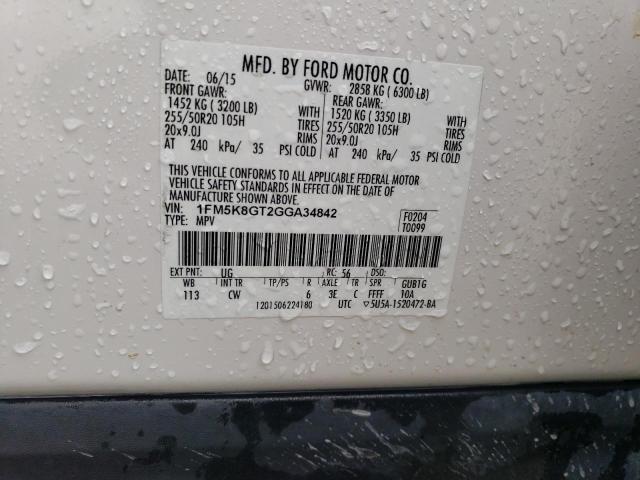 MFD. BY FORD MOTOR CO.
DATE: 06/15 GVWR: 2858 KG ( 6300 LB)
FRONT GAWR: REAR GAWR:
1452 KG ( 3200 LB) WITH 1520 KG ( 3350 LB) WITH
255/50R20 105H TIRES 255/50R20 105H TIRES
20x9.0J RIMS 20x9.0J RIMS
AT 240 kPa/ 35 PSI COLD AT 240 kPa/ 35 PSI COLD
THIS VEHICLE CONFORMS TO ALL APPLICABLE FEDERAL MOTOR
VEHICLE SAFETY STANDARDS IN EFFECT ON THE DATE OF
MANUFACTURE SHOWN ABOVE.
VIN: 1FM5K8GT2GGA34842 F0204
TYPE: MPV T0099
EXT PNT: UG RC: 56 DSO:
WB INT TR TP/PS R AXLE TR SPR GUB1G
113 CW 6 3E C FFFF 10A
1201506224180 UTC ▽5U5A-1520472-BA